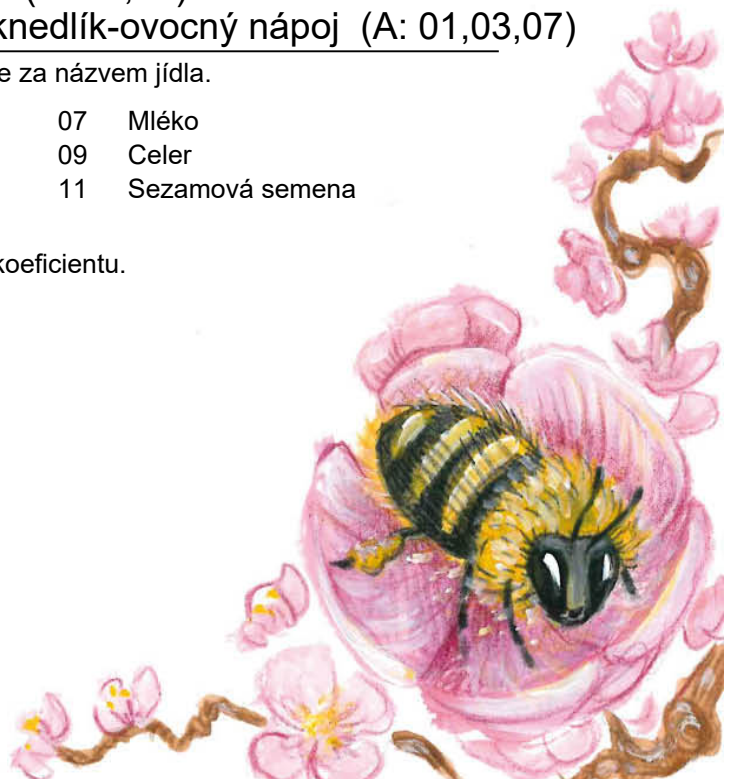 knedlík-ovocný nápoj (A: 01,03,07)
e za názvem jídla.
07 Mléko
09 Celer
11 Sezamová semena
koeficientu.